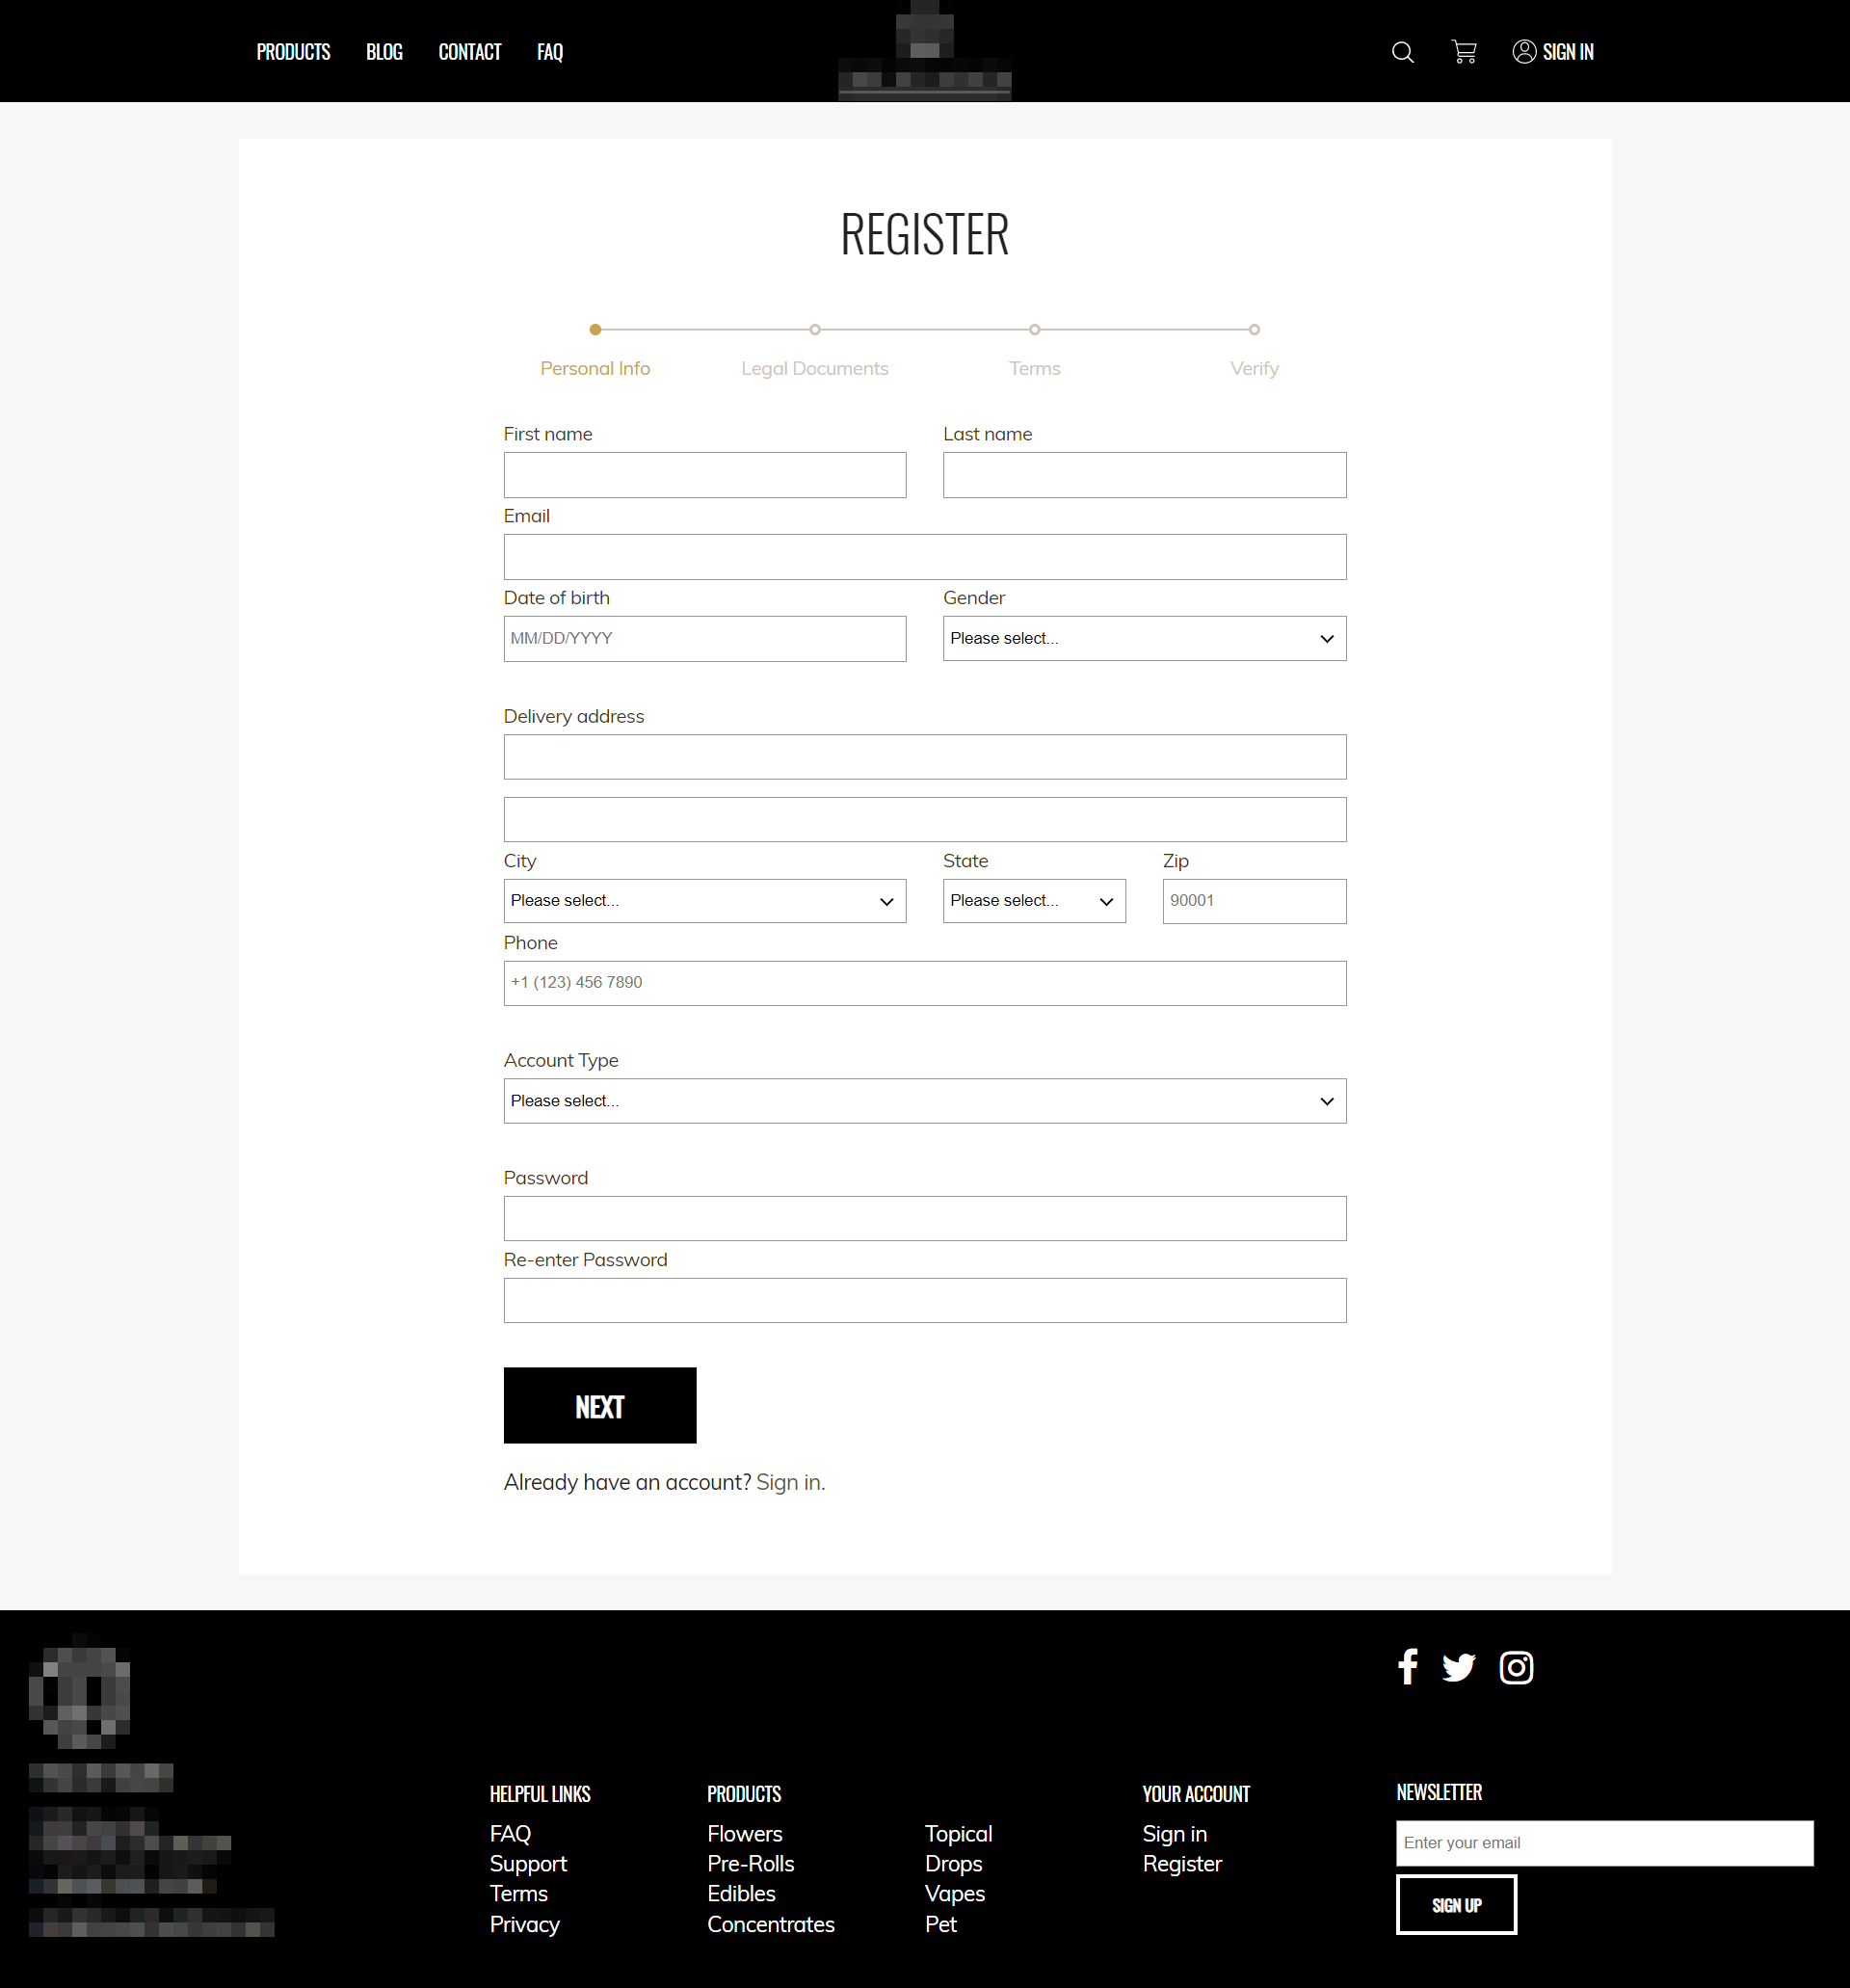 PRODUCTS BLOG CONTACT FAQ SIGN IN
REGISTER
Personal Info Legal Documents Terms Verify
First name Last name
Email
Date of birth Gender
MM/DD/YYYY Please select...
Delivery address
City State Zip
Please select... Please select... 90001
Phone
+1 (123) 456 7890
Account Type
Please select...
Password
Re-enter Password
NEXT
Already have an account? Sign in.
HELPFUL LINKS
FAQ
Support
Terms
Privacy
PRODUCTS
Flowers
Pre-Rolls
Edibles
Concentrates
Topical
Drops
Vapes
Pet
YOUR ACCOUNT
Sign in
Register
NEWSLETTER
Enter your email
SIGN UP